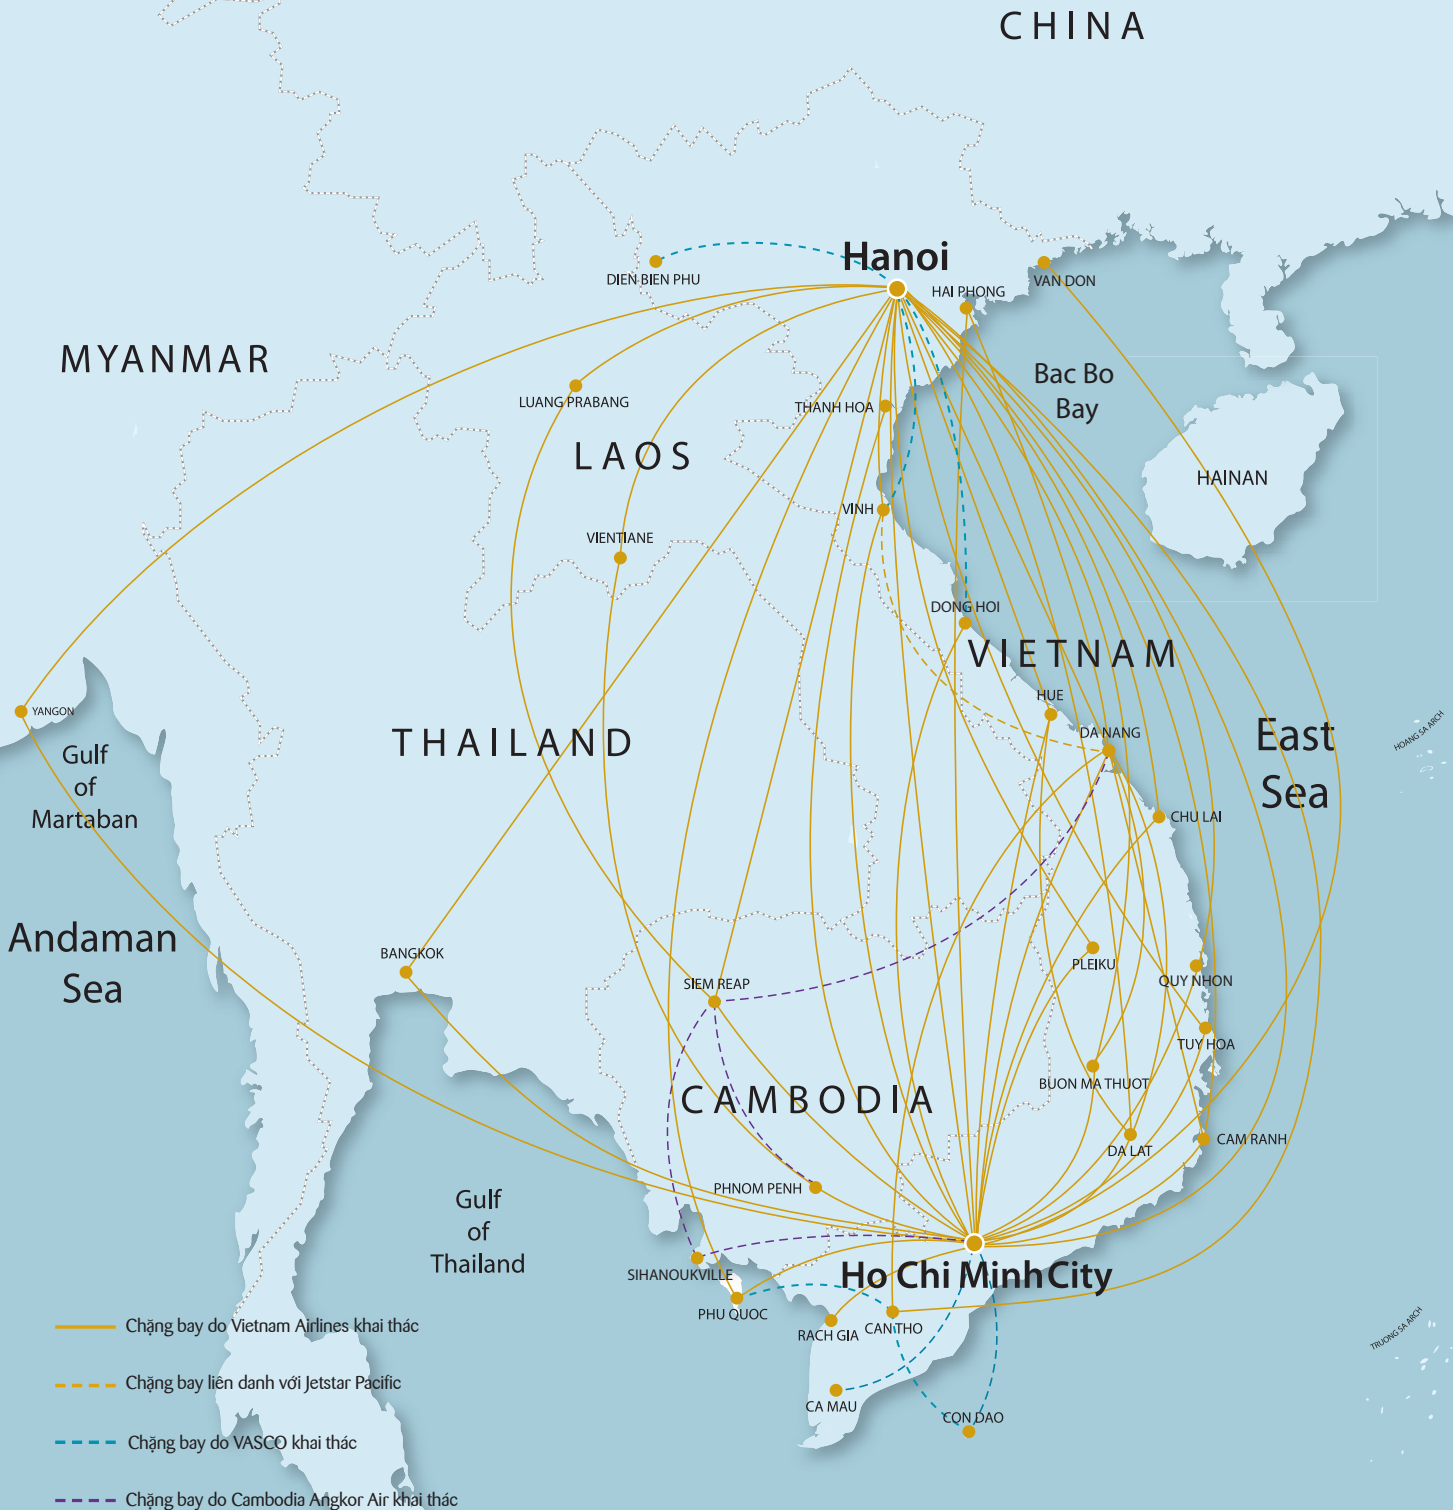 CHINA
Hanoi
DIEN BIEN PHU
HAI PHONG
VAN DON
MYANMAR
Bac Bo
Bay
LUANG PRABANG
THANH HOA
LAOS
HAINAN
VINH
VIENTIANE
DONG HOI
VIETNAM
HUE
YANGON
THAILAND
DA NANG
East
Sea
HOANG SA ARCH
Gulf
of
Martaban
CHU LAI
Andaman
Sea
BANGKOK
PLEIKU
SIEM REAP
QUY NHON
TUY HOA
BUON MA THUOT
CAMBODIA
CAM RANH
DA LAT
PHNOM PENH
Gulf
of
Thailand
SIHANOUKVILLE
Ho Chi Minh City
PHU QUOC
RACH GIA
CAN THO
TRUONG SA ARCH
CA MAU
CON DAO
Chặng bay do Vietnam Airlines khai thác
Chặng bay liên danh với Jetstar Pacific
Chặng bay do VASCO khai thác
Chặng bay do Cambodia Angkor Air khai thác